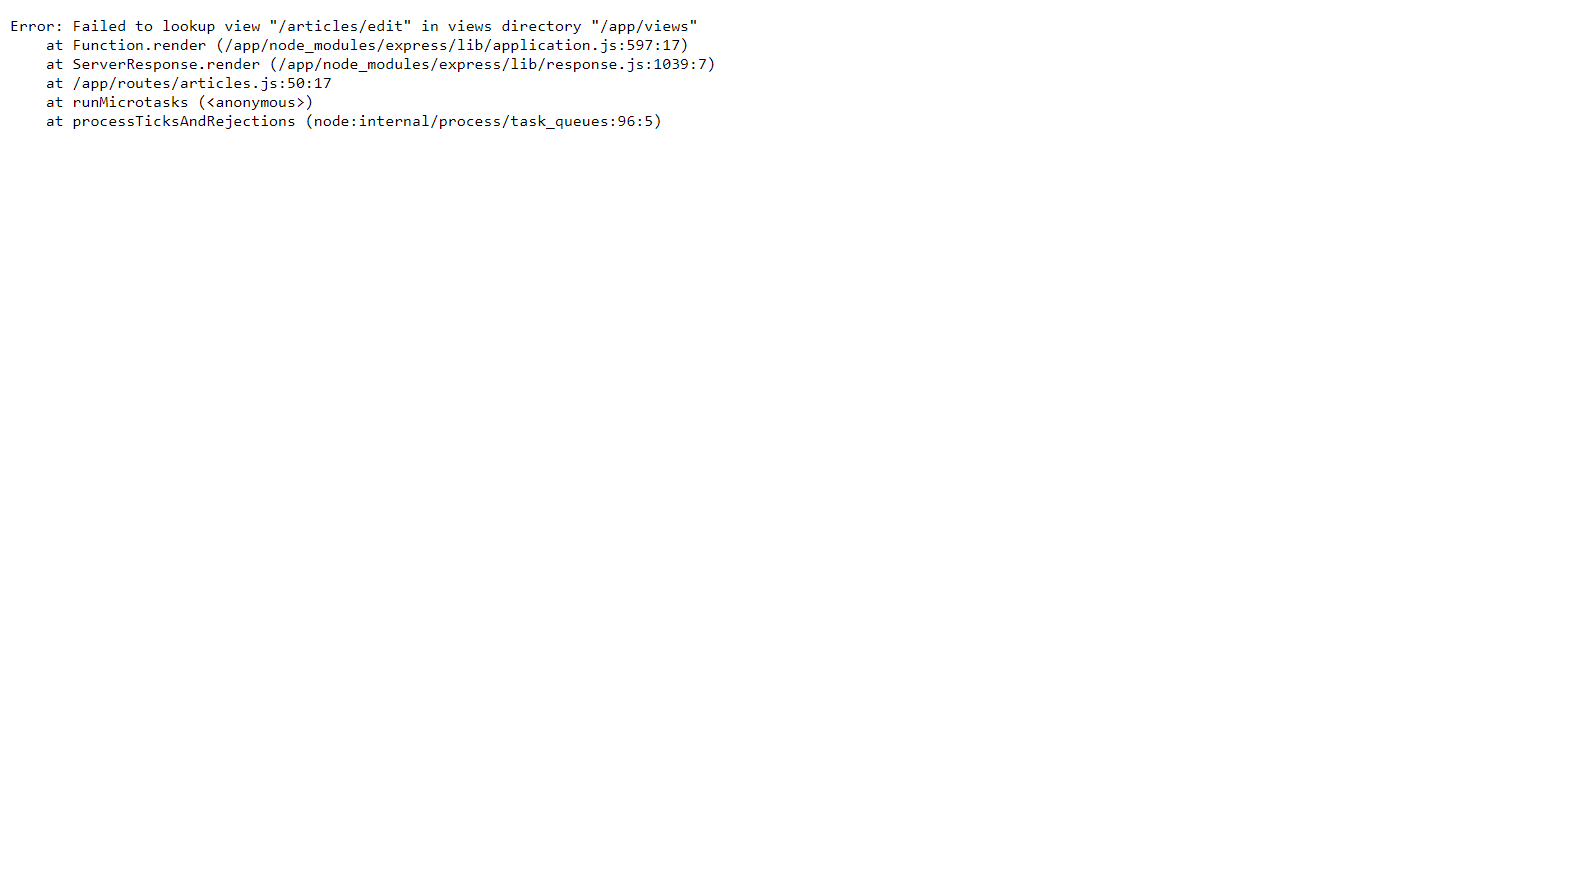 Error: Failed to lookup view "/articles/edit" in views directory "/app/views"
    at Function.render (/app/node_modules/express/lib/application.js:597:17)
    at ServerResponse.render (/app/node_modules/express/lib/response.js:1039:7)
    at /app/routes/articles.js:50:17
    at runMicrotasks (<anonymous>)
    at processTicksAndRejections (node:internal/process/task_queues:96:5)